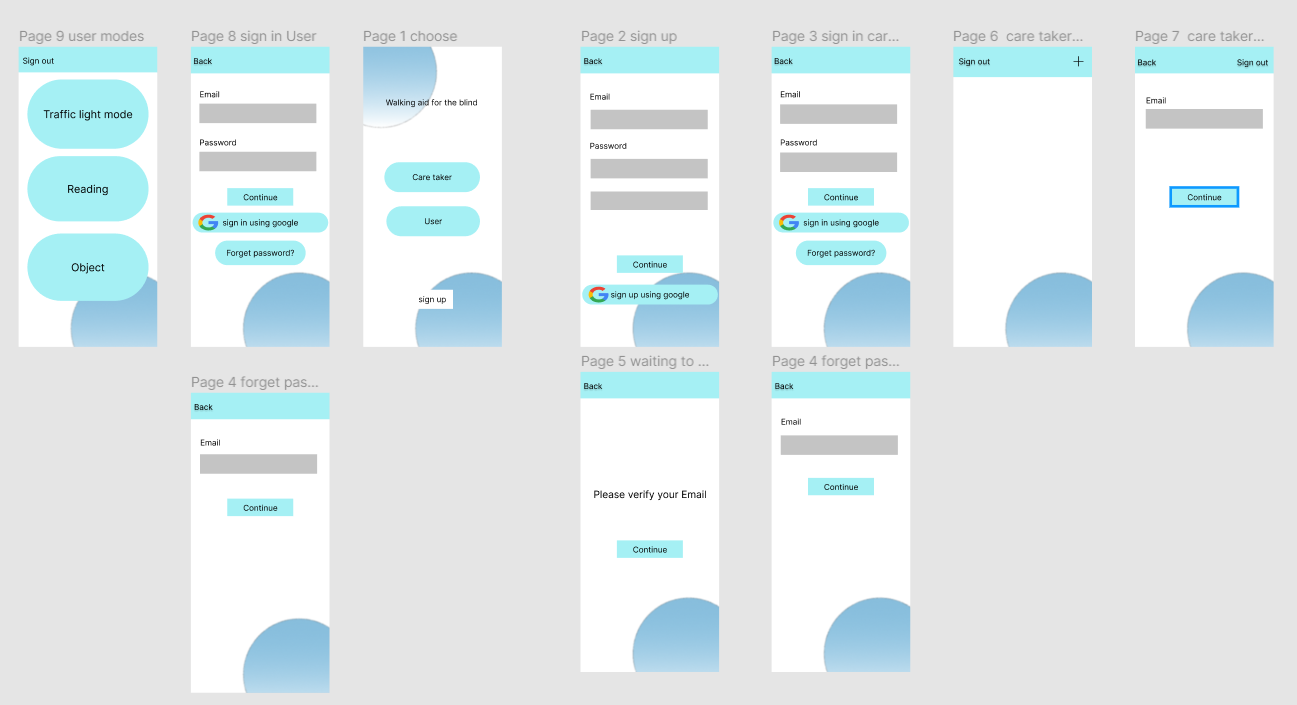 Page 9 user modes
Sign out
Traffic light mode
Reading
Object
Page 8 sign in User
Back
Email
Password
Continue
sign in using google
Forget password?
Page 1 choose
Walking aid for the blind
Care taker
User
sign up
Page 2 sign up
Back
Email
Password
Continue
sign up using google
Page 3 sign in car...
Back
Email
Password
Continue
sign in using google
Forget password?
Page 6 care taker...
Sign out
Page 7 care taker...
Back Sign out
Email
Continue
Page 4 forget pas...
Back
Email
Continue
Page 5 waiting to ...
Back
Please verify your Email
Continue
Page 4 forget pas...
Back
Email
Continue